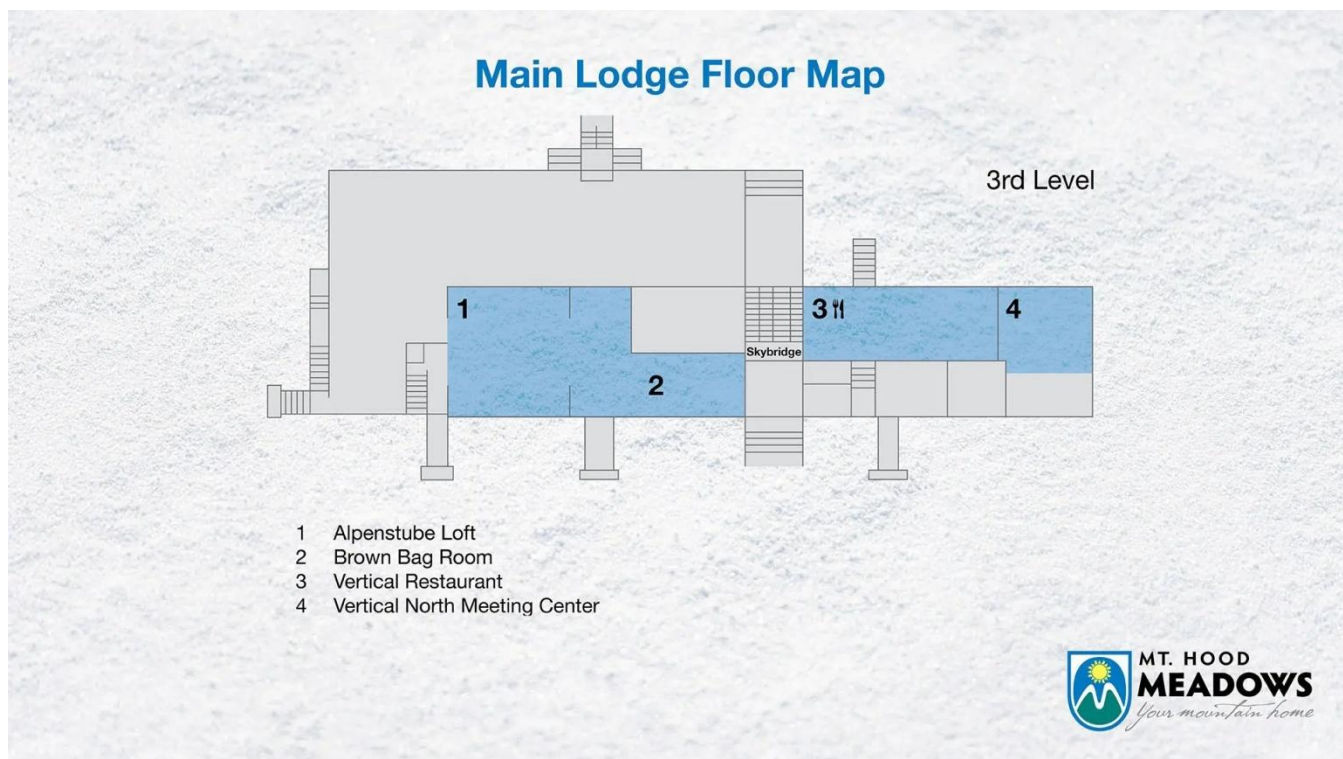 Main Lodge Floor Map
3rd Level
1
3
4
Skybridge
2
1 Alpenstube Loft
2 Brown Bag Room
3 Vertical Restaurant
4 Vertical North Meeting Center
MT. HOOD
MEADOWS
Your mountain home